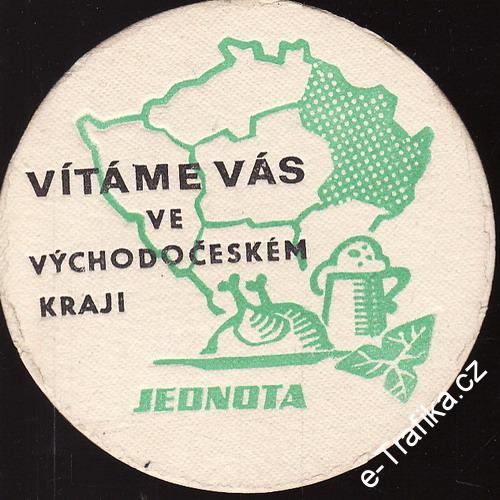 VÍTÁME VÁS
VE
VÝCHODOČESKÉM
KRAJI
JEDNOTA
e-Trafika.cz